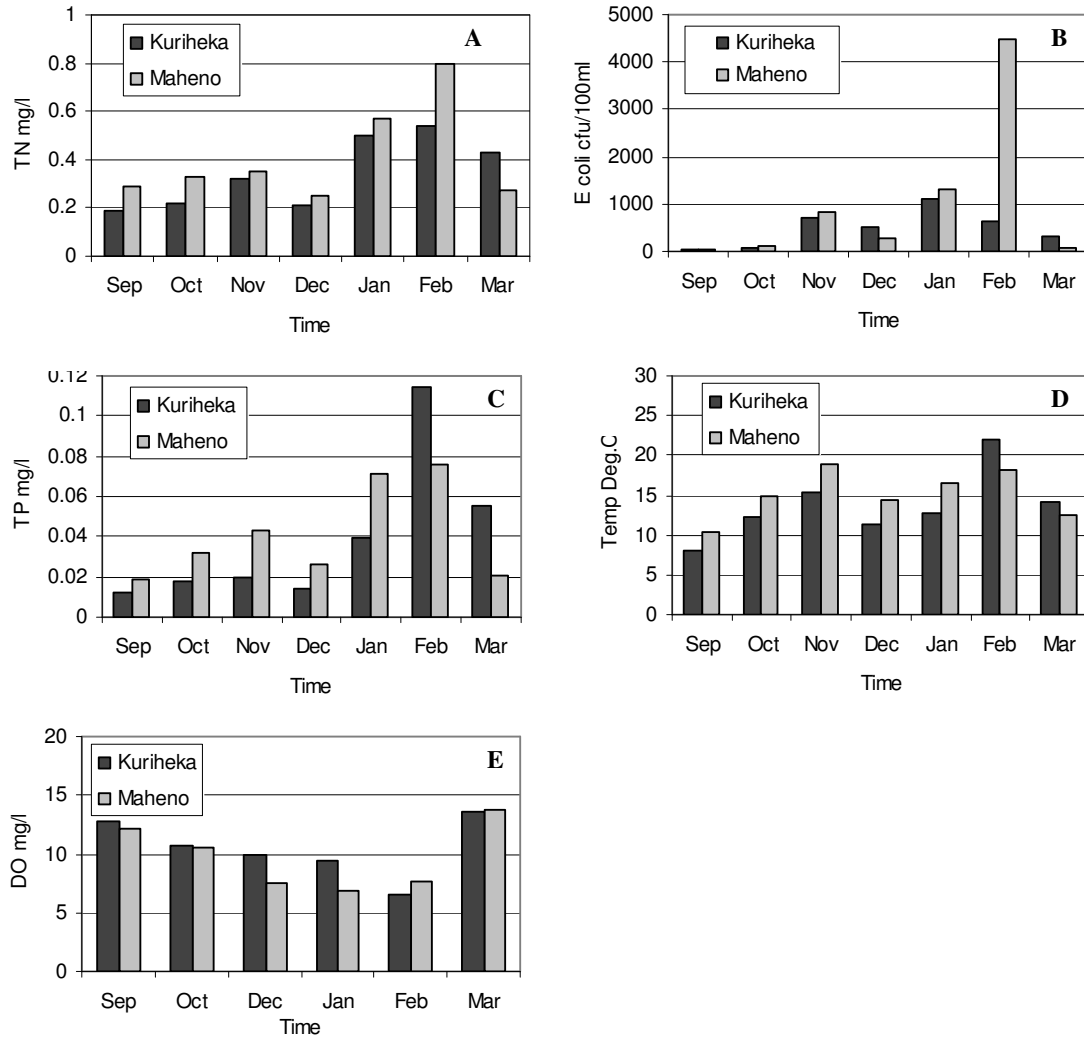 A
Kuriheka
Maheno
TN mg/l
1
0.8
0.6
0.4
0.2
0
Sep Oct Nov Dec Jan Feb Mar
Time
B
Kuriheka
Maheno
E coli cfu/100ml
5000
4000
3000
2000
1000
0
Sep Oct Nov Dec Jan Feb Mar
Time
C
Kuriheka
Maheno
TP mg/l
0.12
0.1
0.08
0.06
0.04
0.02
0
Sep Oct Nov Dec Jan Feb Mar
Time
D
Kuriheka
Maheno
Temp Deg.C
30
25
20
15
10
5
0
Sep Oct Nov Dec Jan Feb Mar
Time
E
Kuriheka
Maheno
DO mg/l
20
15
10
5
0
Sep Oct Dec Jan Feb Mar
Time